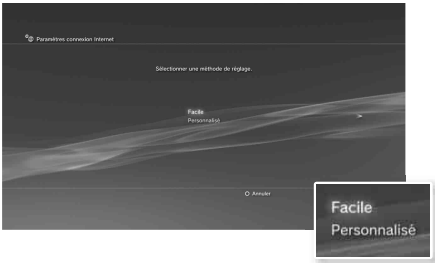 Paramètres connexion Internet
Sélectionner une méthode de réglage.
Facile
Personnalisé
>
Annuler
Facile
Personnalisé